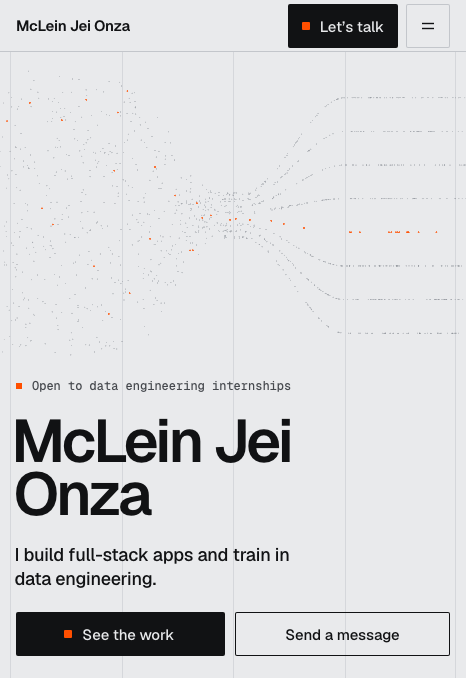 McLein Jei Onza
Let's talk
Open to data engineering internships
McLein Jei
Onza
I build full-stack apps and train in
data engineering.
See the work
Send a message